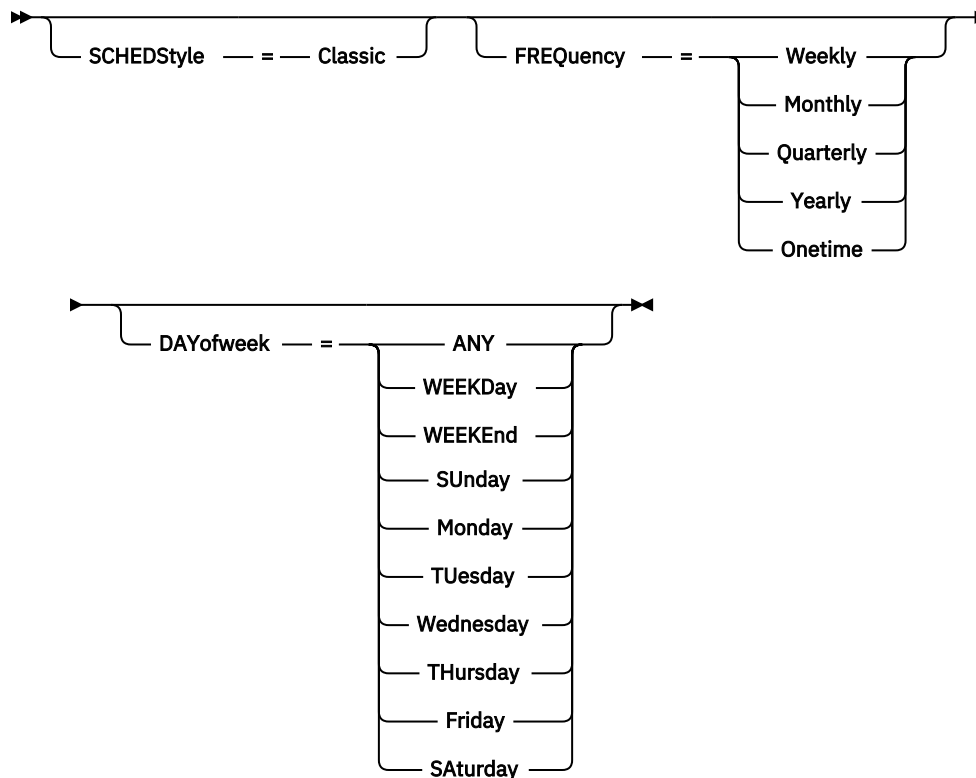 SCHEDStyle = Classic FREQuency = Weekly
Monthly
Quarterly
Yearly
Onetime
DAYofweek = ANY
WEEKDay
WEEKEnd
SUnday
Monday
TUesday
Wednesday
THursday
Friday
SAturday